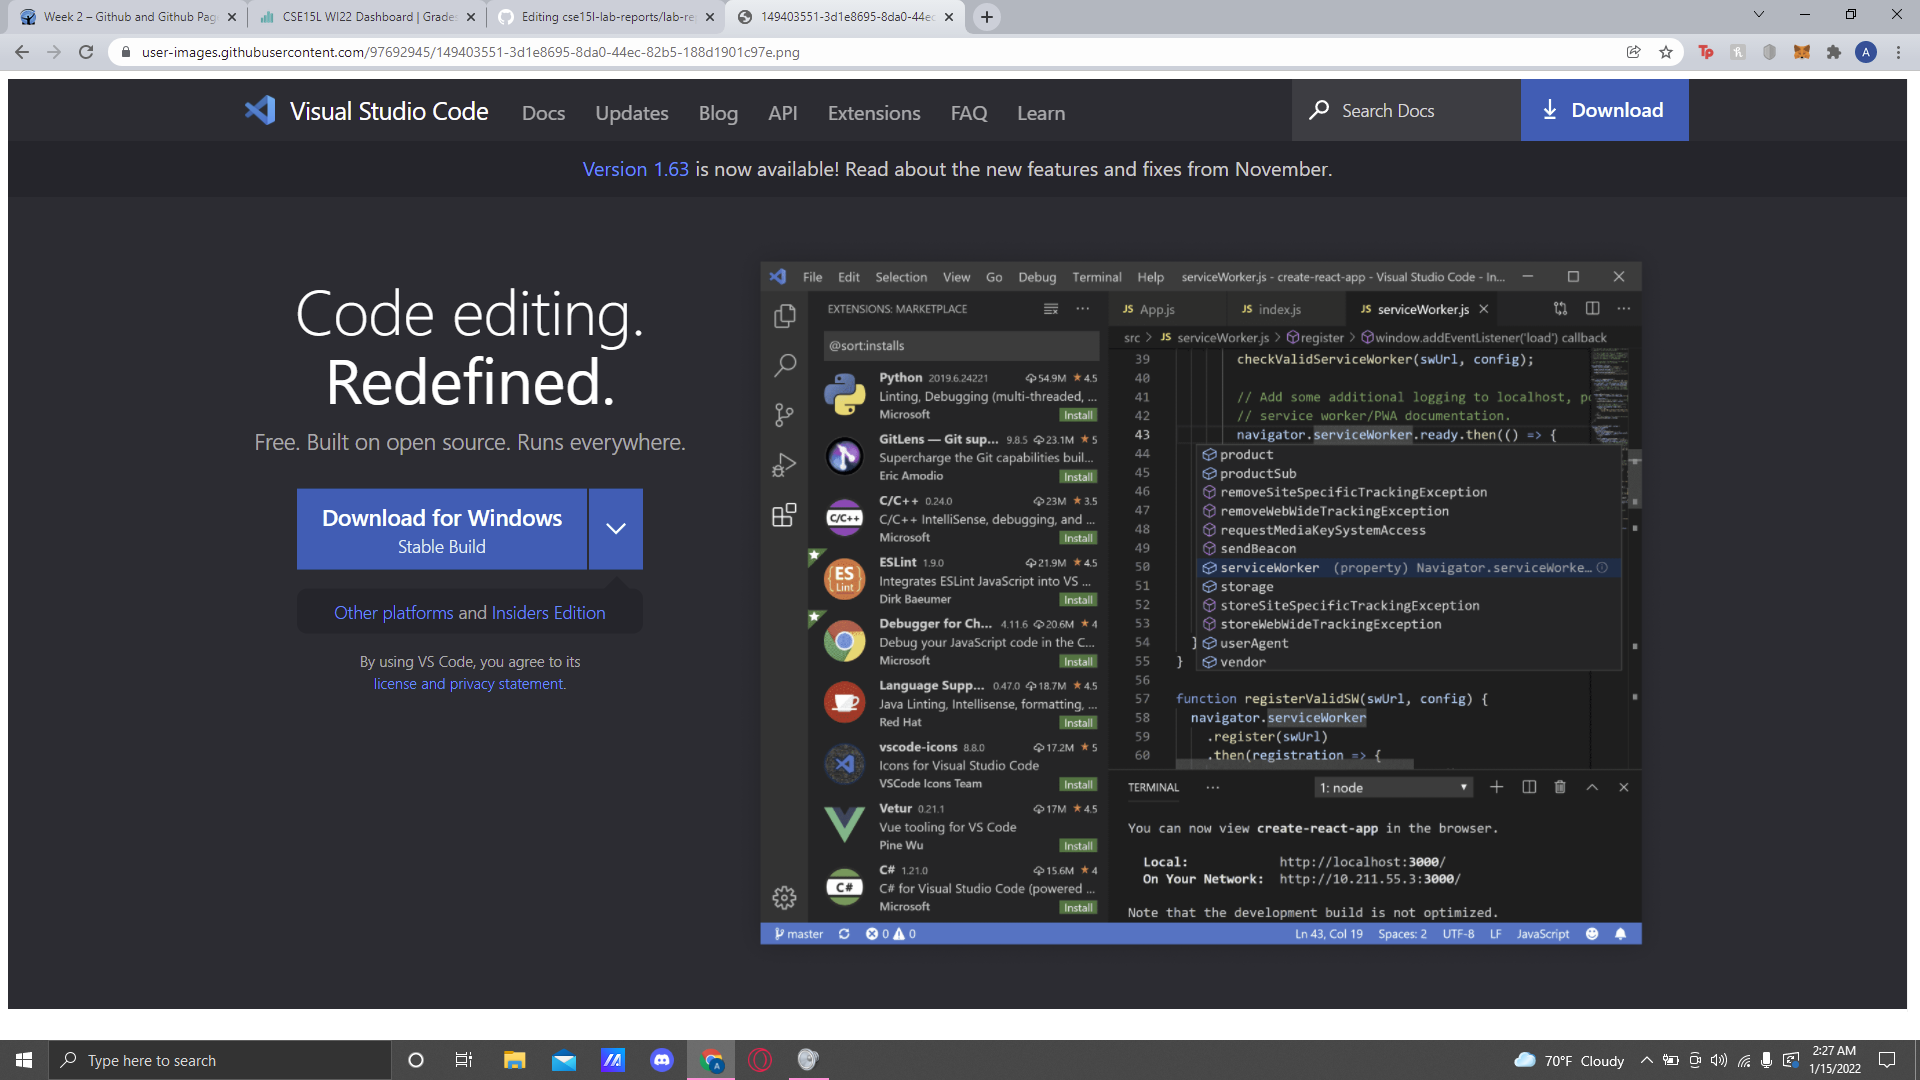 Week 2 – Github and Github Pag
CSE15L WI22 Dashboard | Grades
Editing cse15l-lab-reports/lab-re
149403551-3d1e8695-8da0-44ec
user-images.githubusercontent.com/97692945/149403551-3d1e8695-8da0-44ec-82b5-188d1901c97e.png
A
Visual Studio Code
Docs
Updates
Blog
API
Extensions
FAQ
Learn
Search Docs
Download
Version 1.63 is now available! Read about the new features and fixes from November.
Code editing.
Redefined.
Free. Built on open source. Runs everywhere.
Download for Windows
Stable Build
Other platforms and Insiders Edition
By using VS Code, you agree to its
license and privacy statement.
File Edit Selection View Go Debug Terminal Help serviceWorker.js - create-react-app - Visual Studio Code - In...
EXTENSIONS: MARKETPLACE
@sort:installs
Python 2019.6.24221 54.9M ★ 4.5
Linting, Debugging (multi-threaded, ...
Microsoft Install
GitLens — Git sup... 9.8.5 23.1M ★ 5
Supercharge the Git capabilities buil...
Eric Amodio Install
C/C++ 0.24.0 23M ★ 3.5
C/C++ IntelliSense, debugging, and ...
Microsoft Install
ESLint 1.9.0 21.9M ★ 4.5
Integrates ESLint JavaScript into VS ...
Dirk Baeumer Install
Debugger for Ch... 4.11.6 20.6M ★ 4
Debug your JavaScript code in the C...
Microsoft Install
Language Supp... 0.47.0 18.7M ★ 4.5
Java Linting, Intellisense, formatting, ...
Red Hat Install
vscode-icons 8.8.0 17.2M ★ 5
Icons for Visual Studio Code
VSCode Icons Team Install
Vetur 0.21.1 17M ★ 4.5
Vue tooling for VS Code
Pine Wu Install
C# 1.21.0 15.6M ★ 4
C# for Visual Studio Code (powered ...
Microsoft Install
JS App.js
JS index.js
JS serviceWorker.js
src > JS serviceWorker.js > register > window.addEventListener('load') callback
39 checkValidServiceWorker(swUrl, config);
40
41 // Add some additional logging to localhost, po
42 // service worker/PWA documentation.
43 navigator.serviceWorker.ready.then(() => {
44 product
45 productSub
46 removeSiteSpecificTrackingException
47 removeWebWideTrackingException
48 requestMediaKeySystemAccess
49 sendBeacon
50 serviceWorker (property) Navigator.serviceWorke...
51 storage
52 storeSiteSpecificTrackingException
53 storeWebWideTrackingException
54 } userAgent
55 } vendor
56
57 function registerValidSW(swUrl, config) {
58 navigator.serviceWorker
59 .register(swUrl)
60 .then(registration => {
TERMINAL ... 1: node
You can now view create-react-app in the browser.
Local: http://localhost:3000/
On Your Network: http://10.211.55.3:3000/
Note that the development build is not optimized.
master 0 0 Ln 43, Col 19 Spaces: 2 UTF-8 LF JavaScript
Type here to search
70°F Cloudy
2:27 AM
1/15/2022